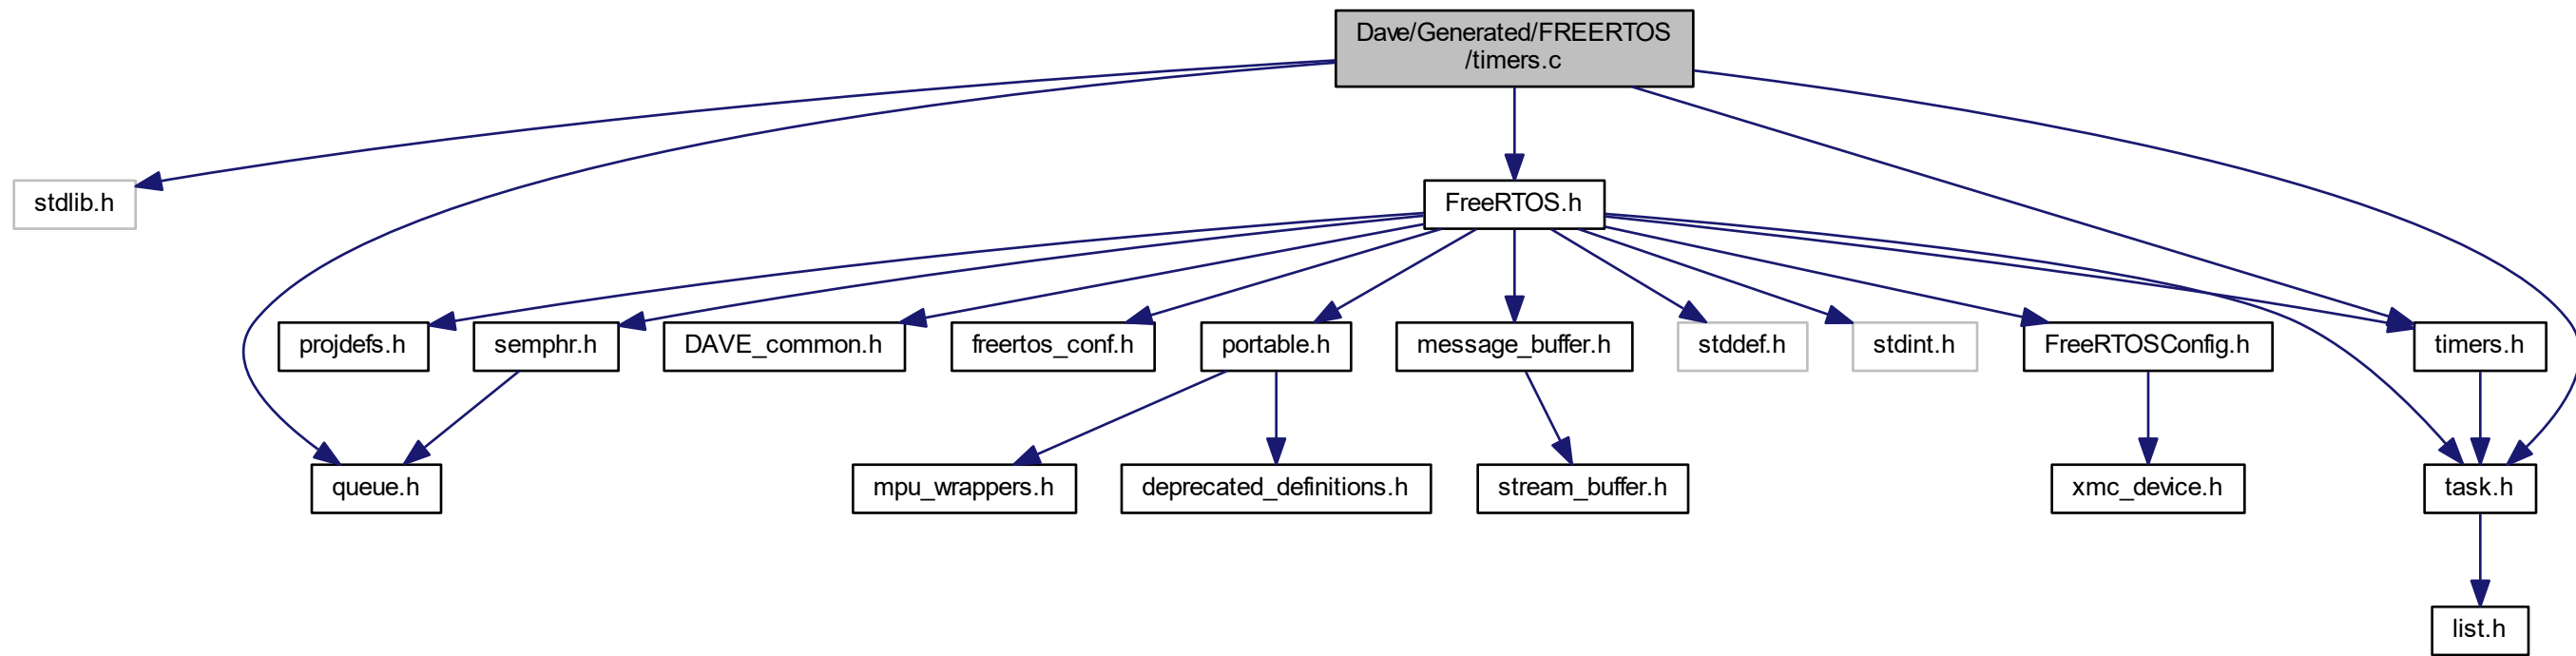 Dave/Generated/FREERTOS
/timers.c
stdlib.h
FreeRTOS.h
projdefs.h
semphr.h
DAVE_common.h
freertos_conf.h
portable.h
message_buffer.h
stddef.h
stdint.h
FreeRTOSConfig.h
timers.h
queue.h
mpu_wrappers.h
deprecated_definitions.h
stream_buffer.h
xmc_device.h
task.h
list.h